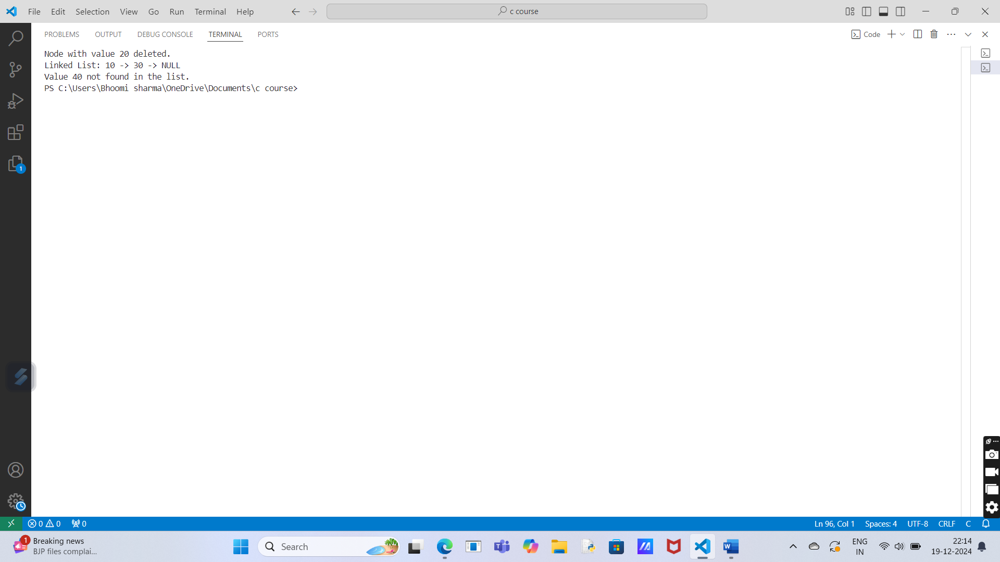 File Edit Selection View Go Run Terminal Help
c course
PROBLEMS OUTPUT DEBUG CONSOLE TERMINAL PORTS
Code
Node with value 20 deleted.
Linked List: 10 -> 30 -> NULL
Value 40 not found in the list.
PS C:\Users\Bhoomi sharma\OneDrive\Documents\c course>
1
0 0 0
Ln 96, Col 1 Spaces: 4 UTF-8 CRLF C
1
Breaking news
BJP files complai...
Search
ENG
IN
22:14
19-12-2024